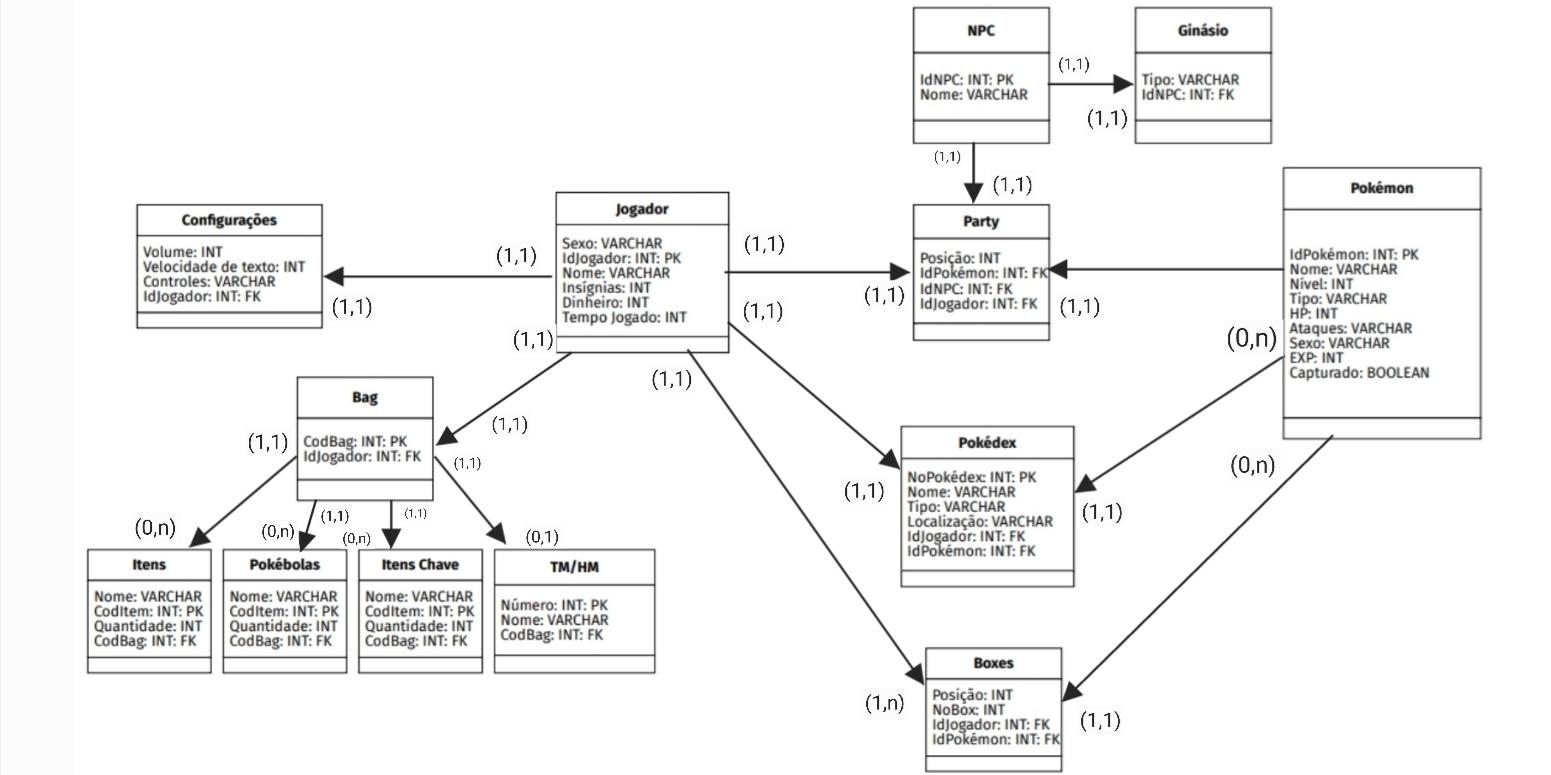 NPC
IdNPC: INT: PK
Nome: VARCHAR
(1,1)
(1,1)
Ginásio
Tipo: VARCHAR
IdNPC: INT: FK
(1,1)
(1,1)
Configurações
Volume: INT
Velocidade de texto: INT
Controles: VARCHAR
IdJogador: INT: FK
(1,1)
(1,1)
Jogador
Sexo: VARCHAR
IdJogador: INT: PK
Nome: VARCHAR
Insígnias: INT
Dinheiro: INT
Tempo Jogado: INT
(1,1)
(1,1)
(1,1)
(1,1)
(1,1)
Party
Posição: INT
IdPokémon: INT: FK
IdNPC: INT: FK
IdJogador: INT: FK
(1,1)
Pokémon
IdPokémon: INT: PK
Nome: VARCHAR
Nível: INT
Tipo: VARCHAR
HP: INT
Ataques: VARCHAR
Sexo: VARCHAR
EXP: INT
Capturado: BOOLEAN
(0,n)
(0,n)
Bag
CodBag: INT: PK
IdJogador: INT: FK
(1,1)
(1,1)
(1,1)
(1,1)
(1,1)
(0,n)
(0,n)
(0,n)
(0,1)
Pokédex
NoPokédex: INT: PK
Nome: VARCHAR
Tipo: VARCHAR
Localização: VARCHAR
IdJogador: INT: FK
IdPokémon: INT: FK
(1,1)
(1,1)
Itens
Nome: VARCHAR
CodItem: INT: PK
Quantidade: INT
CodBag: INT: FK
Pokébolas
Nome: VARCHAR
CodItem: INT: PK
Quantidade: INT
CodBag: INT: FK
Itens Chave
Nome: VARCHAR
CodItem: INT: PK
Quantidade: INT
CodBag: INT: FK
TM/HM
Número: INT: PK
Nome: VARCHAR
CodBag: INT: FK
Boxes
Posição: INT
NoBox: INT
IdJogador: INT: FK
IdPokémon: INT: FK
(1,n)
(1,1)